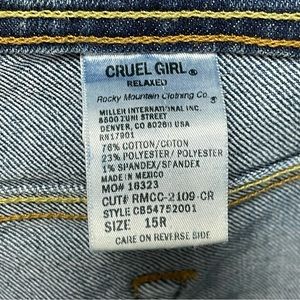 CRUEL GIRL®
RELAXED
Rocky Mountain Clothing Co.
MILLER INTERNATIONAL INC.
8500 ZUNI STREET
DENVER, CO 80260 USA
RN17901
76% COTTON/COTON
23% POLYESTER/POLYESTER
1% SPANDEX/SPANDEX
MADE IN MEXICO
MO# 16323
CUT# RMCC-2109-CR
STYLE CB54752001
SIZE 15R
CARE ON REVERSE SIDE